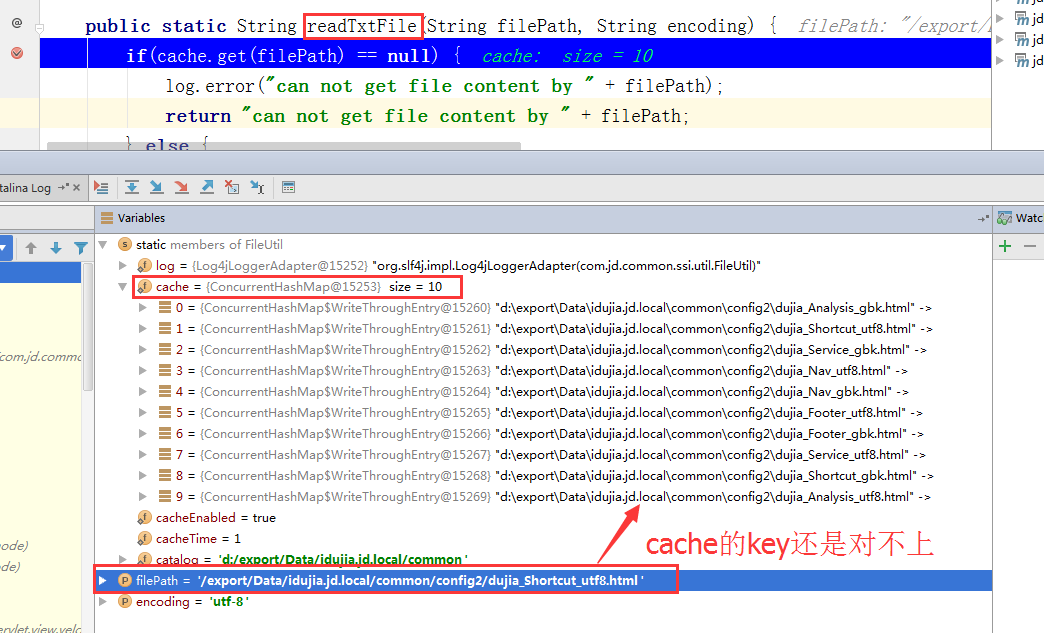 public static String readTxtFile(String filePath, String encoding) { filePath: "/export/
if(cache.get(filePath) == null) { cache: size = 10
log.error("can not get file content by " + filePath);
return "can not get file content by " + filePath;
} else {
jd
jd
jd
talina Log
Variables
Watc
static members of FileUtil
log = {Log4jLoggerAdapter@15252} "org.slf4j.impl.Log4jLoggerAdapter(com.jd.common.ssi.util.FileUtil)"
cache = {ConcurrentHashMap@15253} size = 10
0 = {ConcurrentHashMap$WriteThroughEntry@15260} "d:\export\Data\idujia.jd.local\common\config2\dujia_Analysis_gbk.html" ->
1 = {ConcurrentHashMap$WriteThroughEntry@15261} "d:\export\Data\idujia.jd.local\common\config2\dujia_Shortcut_utf8.html" ->
2 = {ConcurrentHashMap$WriteThroughEntry@15262} "d:\export\Data\idujia.jd.local\common\config2\dujia_Service_gbk.html" ->
(com.jd.commo
3 = {ConcurrentHashMap$WriteThroughEntry@15263} "d:\export\Data\idujia.jd.local\common\config2\dujia_Nav_utf8.html" ->
4 = {ConcurrentHashMap$WriteThroughEntry@15264} "d:\export\Data\idujia.jd.local\common\config2\dujia_Nav_gbk.html" ->
5 = {ConcurrentHashMap$WriteThroughEntry@15265} "d:\export\Data\idujia.jd.local\common\config2\dujia_Footer_utf8.html" ->
6 = {ConcurrentHashMap$WriteThroughEntry@15266} "d:\export\Data\idujia.jd.local\common\config2\dujia_Footer_gbk.html" ->
7 = {ConcurrentHashMap$WriteThroughEntry@15267} "d:\export\Data\idujia.jd.local\common\config2\dujia_Service_utf8.html" ->
8 = {ConcurrentHashMap$WriteThroughEntry@15268} "d:\export\Data\idujia.jd.local\common\config2\dujia_Shortcut_gbk.html" ->
9 = {ConcurrentHashMap$WriteThroughEntry@15269} "d:\export\Data\idujia.jd.local\common\config2\dujia_Analysis_utf8.html" ->
cacheEnabled = true
cacheTime = 1
cache的key还是对不上
node)
catalog = 'd:/export/Data/idujia.jd.local/common'
de)
filePath = '/export/Data/idujia.jd.local/common/config2/dujia_Shortcut_utf8.html'
encoding = 'utf-8'
rvlet.view.velc